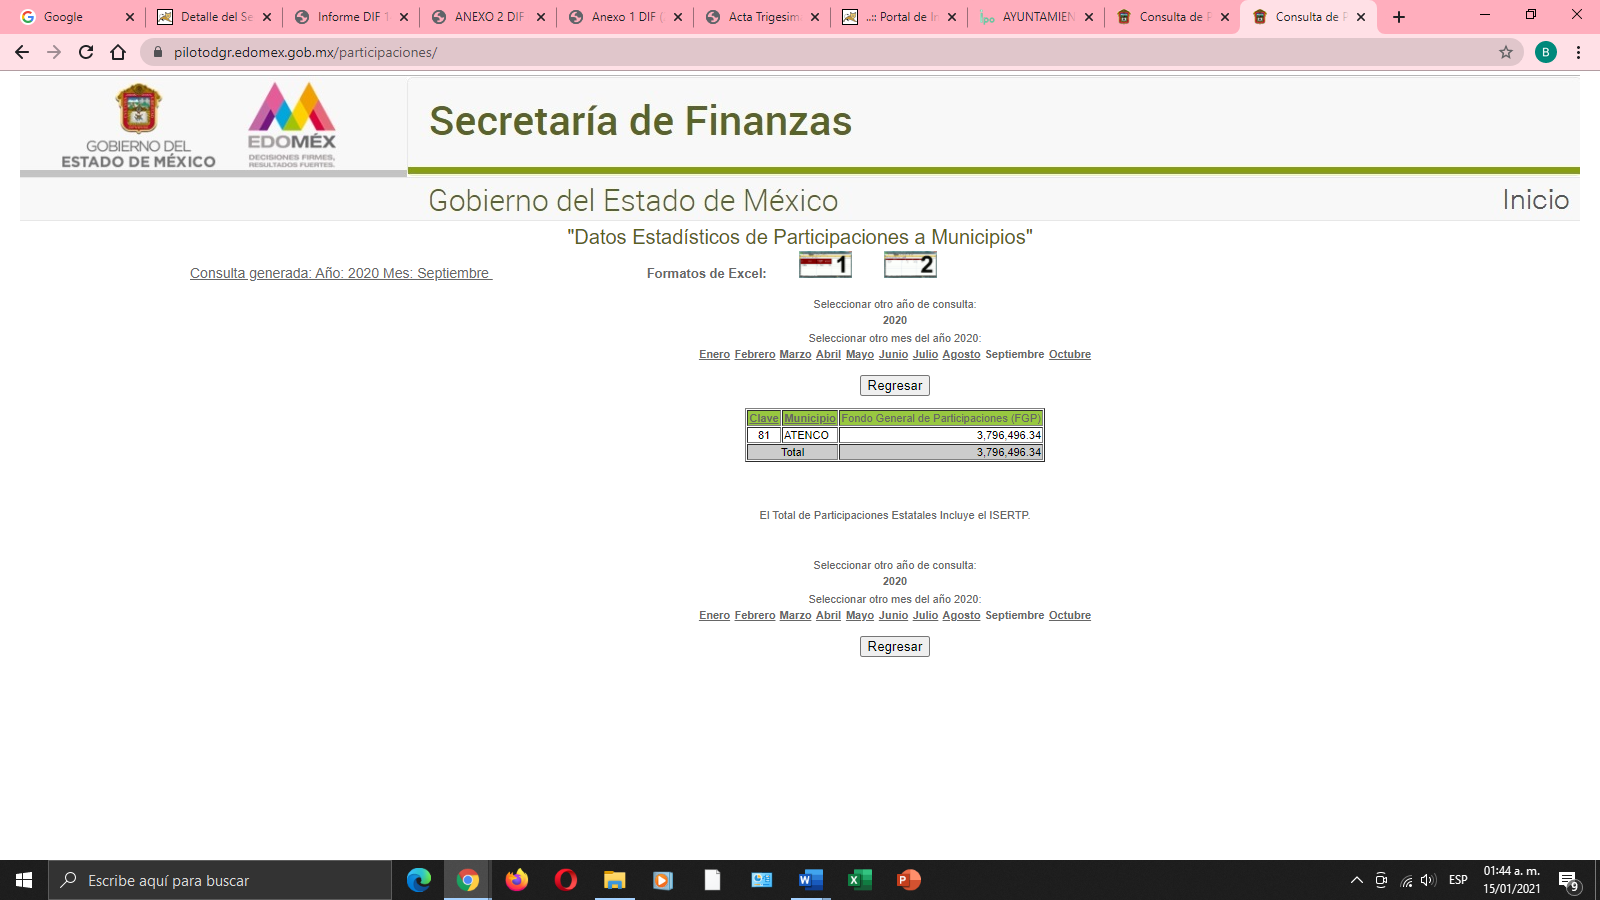 Google
Detalle del Se
Informe DIF 1
ANEXO 2 DIF
Anexo 1 DIF (
Acta Trigesim
..:: Portal de In
AYUNTAMIEN
Consulta de P
Consulta de P
pilotodgr.edomex.gob.mx/participaciones/
B
GOBIERNO DEL
ESTADO DE MÉXICO
EDOMÉX
DECISIONES FIRMES,
RESULTADOS FUERTES.
Secretaría de Finanzas
Gobierno del Estado de México
Inicio
"Datos Estadísticos de Participaciones a Municipios"
Consulta generada: Año: 2020 Mes: Septiembre
Formatos de Excel:
1
2
Seleccionar otro año de consulta:
2020
Seleccionar otro mes del año 2020:
Enero Febrero Marzo Abril Mayo Junio Julio Agosto Septiembre Octubre
Regresar
Clave Municipio Fondo General de Participaciones (FGP)
81 ATENCO 3,796,496.34
Total 3,796,496.34
El Total de Participaciones Estatales Incluye el ISERTP.
Seleccionar otro año de consulta:
2020
Seleccionar otro mes del año 2020:
Enero Febrero Marzo Abril Mayo Junio Julio Agosto Septiembre Octubre
Regresar
Escribe aquí para buscar
ESP
01:44 a. m.
15/01/2021
9